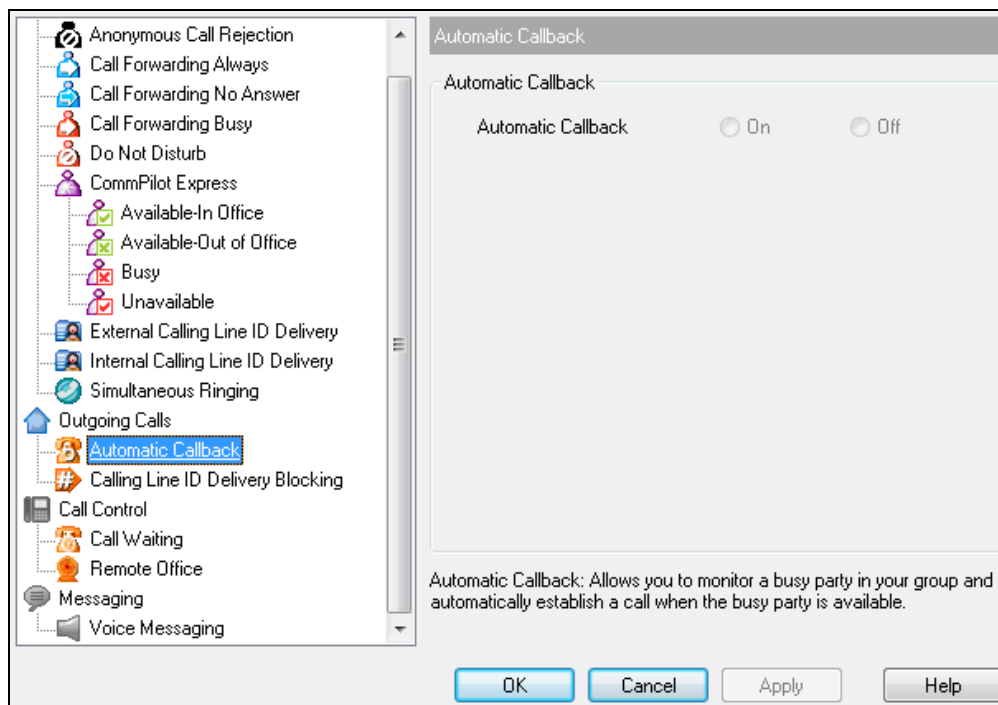 Anonymous Call Rejection
Call Forwarding Always
Call Forwarding No Answer
Call Forwarding Busy
Do Not Disturb
CommPilot Express
Available-In Office
Available-Out of Office
Busy
Unavailable
External Calling Line ID Delivery
Internal Calling Line ID Delivery
Simultaneous Ringing
Outgoing Calls
Automatic Callback
Calling Line ID Delivery Blocking
Call Control
Call Waiting
Remote Office
Messaging
Voice Messaging
Automatic Callback
Automatic Callback
Automatic Callback On Off
Automatic Callback: Allows you to monitor a busy party in your group and
automatically establish a call when the busy party is available.
OK Cancel Apply Help